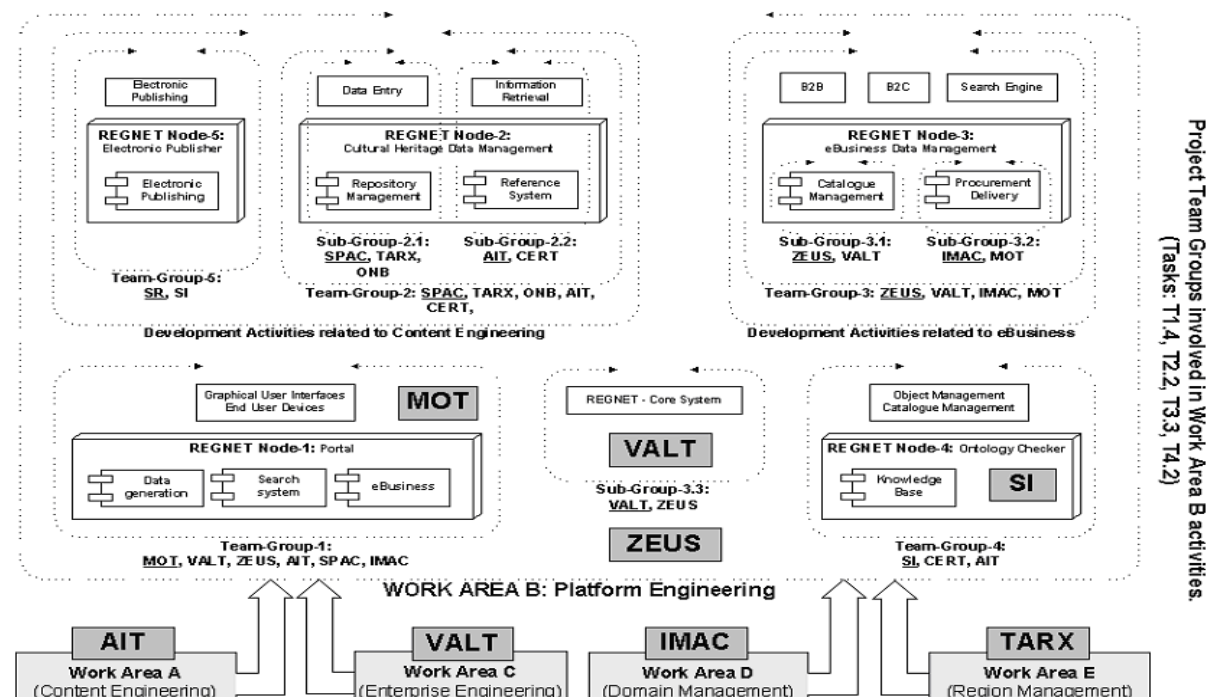 Electronic
Publishing
Data Entry
Information
Retrieval
B2B
B2C
Search Engine
REGNET Node-5:
Electronic Publisher
Electronic
Publishing
REGNET Node-2:
Cultural Heritage Data Management
Repository
Management
Reference
System
REGNET Node-3:
eBusiness Data Management
Catalogue
Management
Procurement
Delivery
Sub-Group-2.1:
SPAC, TARX,
ONB
Sub-Group-2.2:
AIT, CERT
Sub-Group-3.1:
ZEUS, VALT
Sub-Group-3.2:
IMAC, MOT
Team-Group-5:
SR, SI
Team-Group-2: SPAC, TARX, ONB, AIT,
CERT,
Team-Group-3: ZEUS, VALT, IMAC, MOT
Development Activities related to Content Engineering
Development Activities related to eBusiness
Graphical User Interfaces
End User Devices
MOT
REGNET Node-1: Portal
Data
generation
Search
system
eBusiness
Team-Group-1:
MOT, VALT, ZEUS, AIT, SPAC, IMAC
REGNET - Core System
VALT
Sub-Group-3.3:
VALT, ZEUS
ZEUS
Object Management
Catalogue Management
REGNET Node-4: Ontology Checker
Knowledge
Base
SI
Team-Group-4:
SI, CERT, AIT
WORK AREA B: Platform Engineering
AIT
Work Area A
(Content Engineering)
VALT
Work Area C
(Enterprise Engineering)
IMAC
Work Area D
(Domain Management)
TARX
Work Area E
(Region Management)
Project Team Groups involved in Work Area B activities.
(Tasks: T1.4, T2.2, T3.3, T4.2)